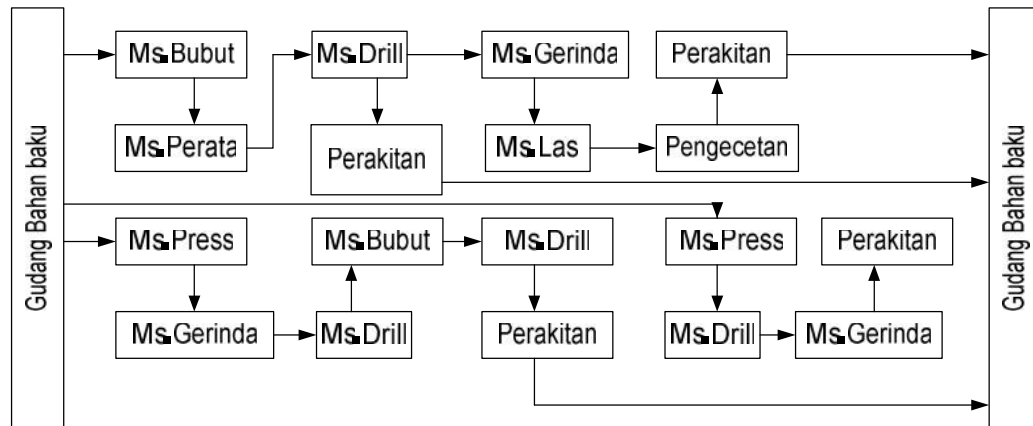 Gudang Bahan baku
Ms.Bubut
Ms.Drill
Ms.Gerinda
Perakitan
Ms.Perata
Perakitan
Ms.Las
Pengecetan
Ms.Press
Ms.Bubut
Ms.Drill
Ms.Press
Perakitan
Ms.Gerinda
Ms.Drill
Perakitan
Ms.Drill
Ms.Gerinda
Gudang Bahan baku